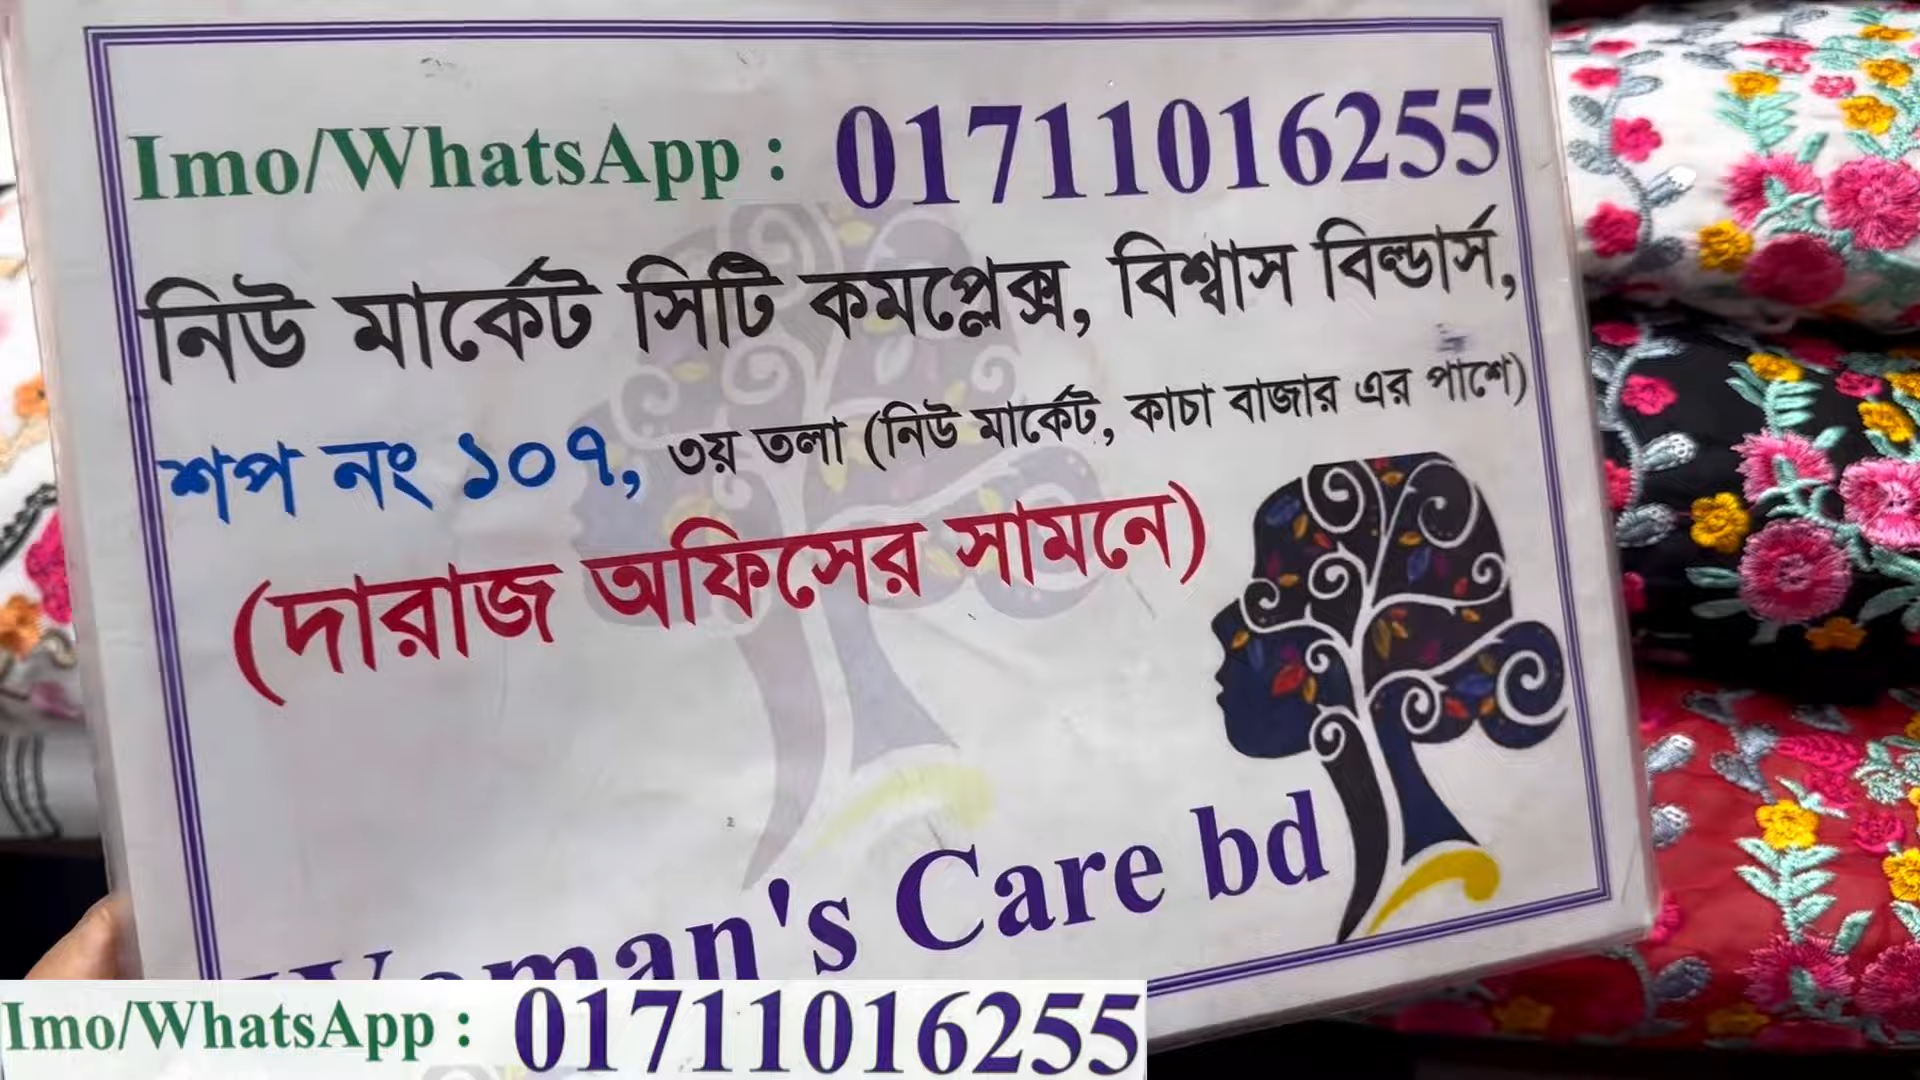 Imo/WhatsApp : 01711016255
নিউ মার্কেট সিটি কমপ্লেক্স, বিশ্বাস বিল্ডার্স,
শপ নং ১০৭, ৩য় তলা (নিউ মার্কেট, কাচা বাজার এর পাশে)
(দারাজ অফিসের সামনে)
Woman's Care bd
Imo/WhatsApp : 01711016255